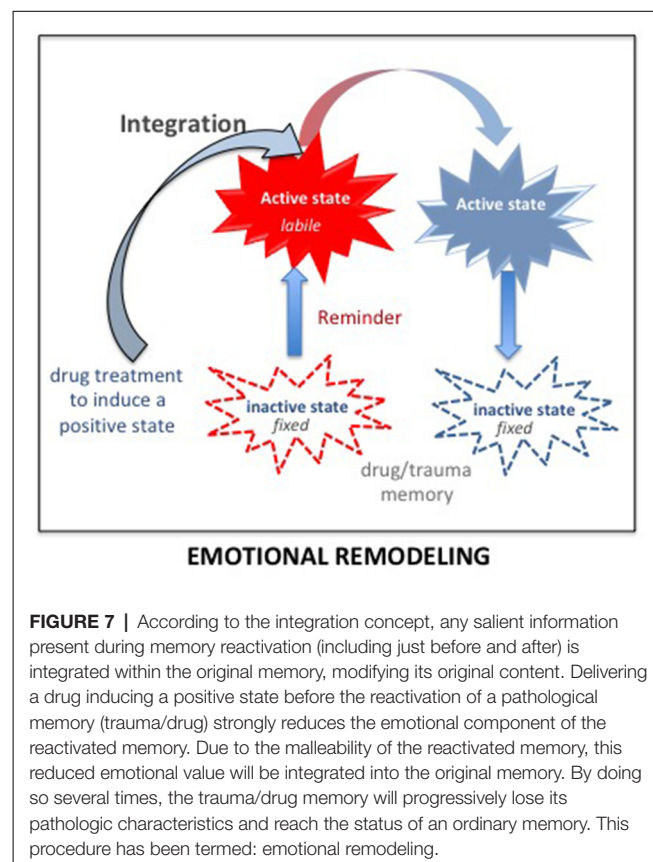 Integration
Active state
labile
Active state
Reminder
drug treatment
to induce a
positive state
inactive state
fixed
inactive state
fixed
drug/trauma
memory
EMOTIONAL REMODELING
FIGURE 7 | According to the integration concept, any salient information
present during memory reactivation (including just before and after) is
integrated within the original memory, modifying its original content. Delivering
a drug inducing a positive state before the reactivation of a pathological
memory (trauma/drug) strongly reduces the emotional component of the
reactivated memory. Due to the malleability of the reactivated memory, this
reduced emotional value will be integrated into the original memory. By doing
so several times, the trauma/drug memory will progressively lose its
pathologic characteristics and reach the status of an ordinary memory. This
procedure has been termed: emotional remodeling.